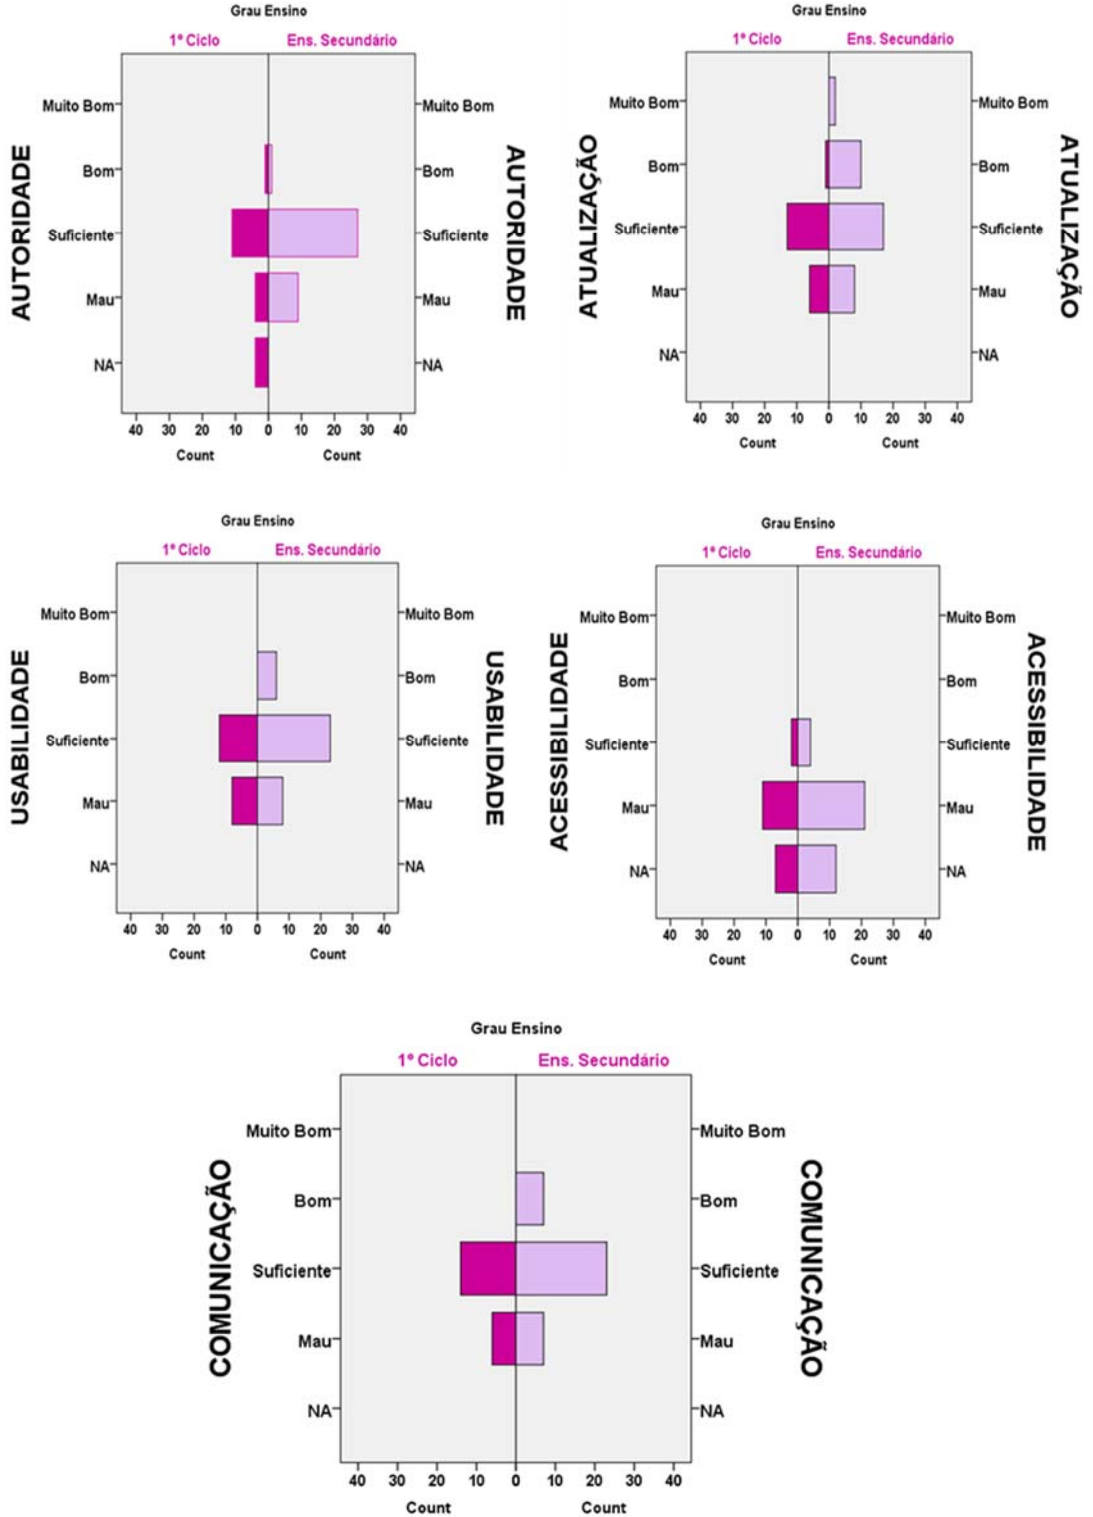 Grau Ensino
1º Ciclo Ens. Secundário
AUTORIDADE
Muito Bom Muito Bom
Bom Bom
Suficiente Suficiente
Mau Mau
NA NA
AUTORIDADE
40 30 20 10 0 10 20 30 40
Count Count
Grau Ensino
1º Ciclo Ens. Secundário
ATUALIZAÇÃO
Muito Bom Muito Bom
Bom Bom
Suficiente Suficiente
Mau Mau
NA NA
ATUALIZAÇÃO
40 30 20 10 0 10 20 30 40
Count Count
Grau Ensino
1º Ciclo Ens. Secundário
USABILIDADE
Muito Bom Muito Bom
Bom Bom
Suficiente Suficiente
Mau Mau
NA NA
USABILIDADE
40 30 20 10 0 10 20 30 40
Count Count
Grau Ensino
1º Ciclo Ens. Secundário
ACESSIBILIDADE
Muito Bom Muito Bom
Bom Bom
Suficiente Suficiente
Mau Mau
NA NA
ACESSIBILIDADE
40 30 20 10 0 10 20 30 40
Count Count
Grau Ensino
1º Ciclo Ens. Secundário
COMUNICAÇÃO
Muito Bom Muito Bom
Bom Bom
Suficiente Suficiente
Mau Mau
NA NA
COMUNICAÇÃO
40 30 20 10 0 10 20 30 40
Count Count